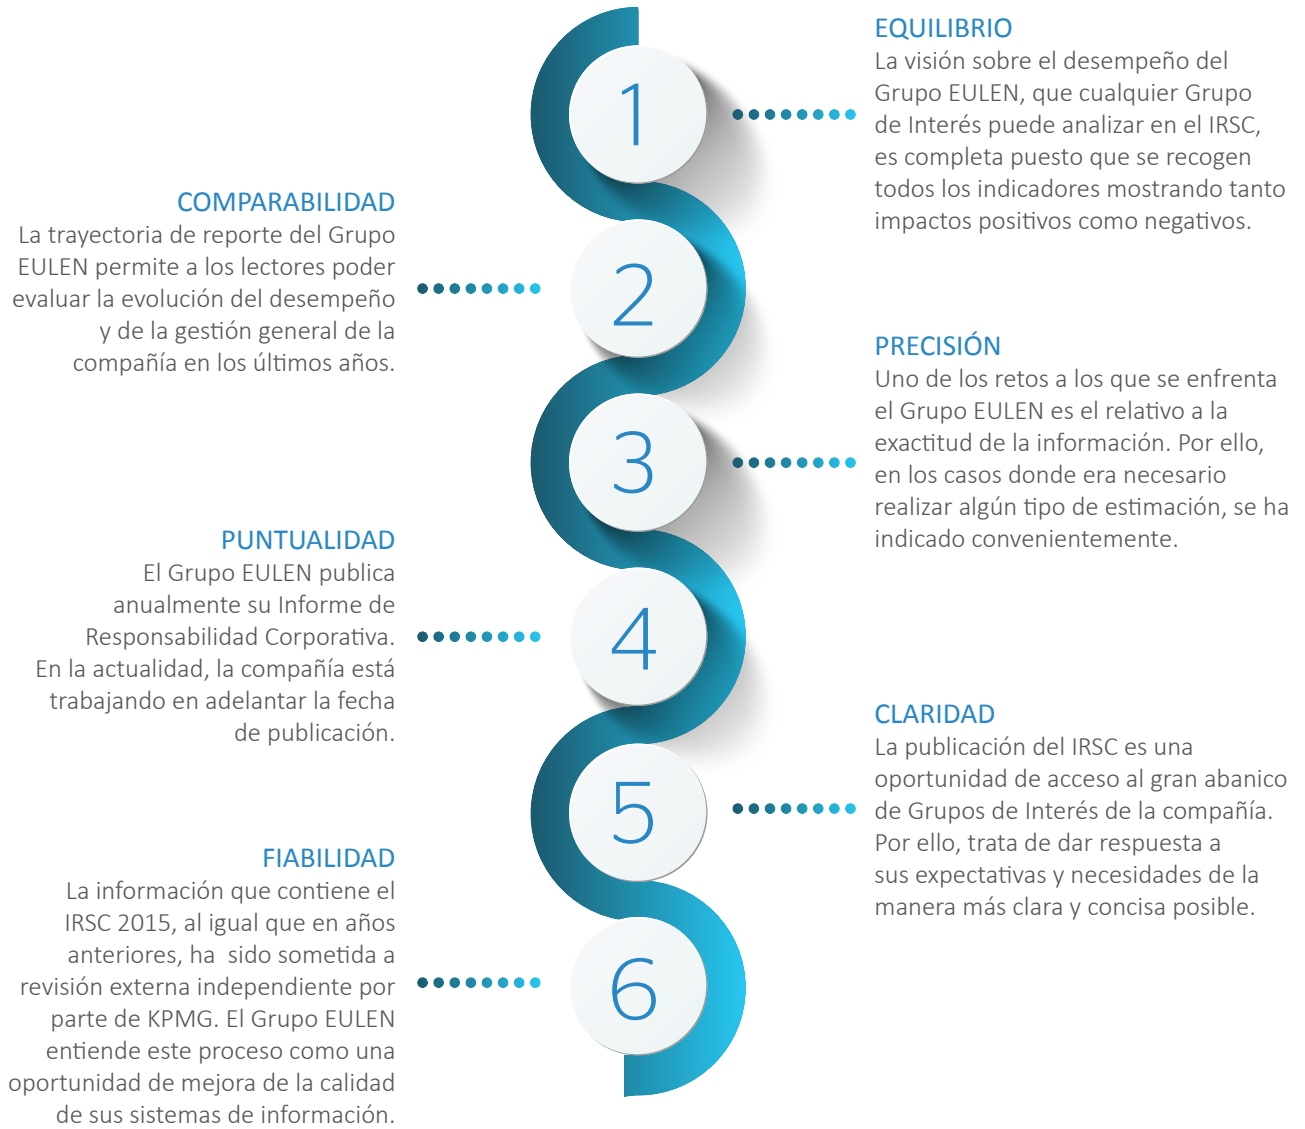 1
EQUILIBRIO
La visión sobre el desempeño del
Grupo EULEN, que cualquier Grupo
de Interés puede analizar en el IRSC,
es completa puesto que se recogen
todos los indicadores mostrando tanto
impactos positivos como negativos.
2
COMPARABILIDAD
La trayectoria de reporte del Grupo
EULEN permite a los lectores poder
evaluar la evolución del desempeño
y de la gestión general de la
compañía en los últimos años.
3
PRECISIÓN
Uno de los retos a los que se enfrenta
el Grupo EULEN es el relativo a la
exactitud de la información. Por ello,
en los casos donde era necesario
realizar algún tipo de estimación, se ha
indicado convenientemente.
4
PUNTUALIDAD
El Grupo EULEN publica
anualmente su Informe de
Responsabilidad Corporativa.
En la actualidad, la compañía está
trabajando en adelantar la fecha
de publicación.
5
CLARIDAD
La publicación del IRSC es una
oportunidad de acceso al gran abanico
de Grupos de Interés de la compañía.
Por ello, trata de dar respuesta a
sus expectativas y necesidades de la
manera más clara y concisa posible.
6
FIABILIDAD
La información que contiene el
IRSC 2015, al igual que en años
anteriores, ha  sido sometida a
revisión externa independiente por
parte de KPMG. El Grupo EULEN
entiende este proceso como una
oportunidad de mejora de la calidad
de sus sistemas de información.